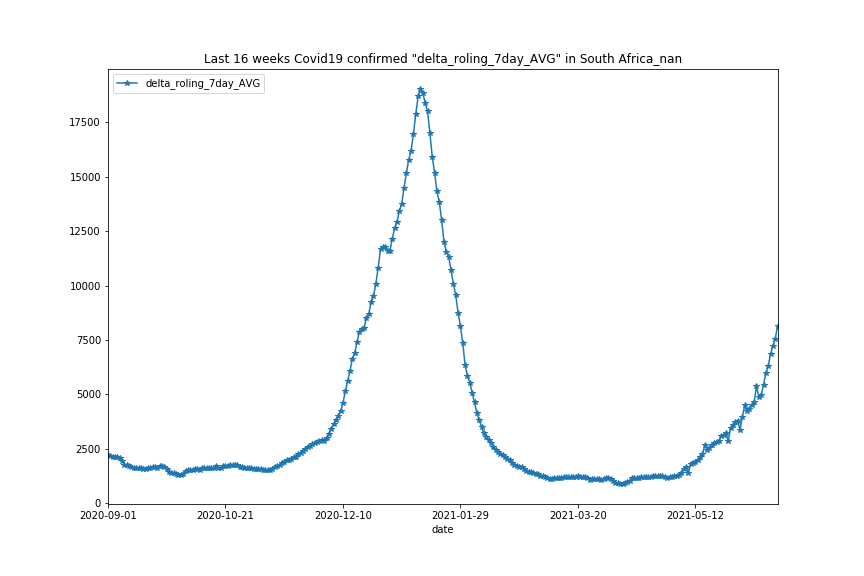 Last 16 weeks Covid19 confirmed "delta_roling_7day_AVG" in South Africa_nan
delta_roling_7day_AVG
17500
15000
12500
10000
7500
5000
2500
0
2020-09-01 2020-10-21 2020-12-10 2021-01-29 2021-03-20 2021-05-12
date